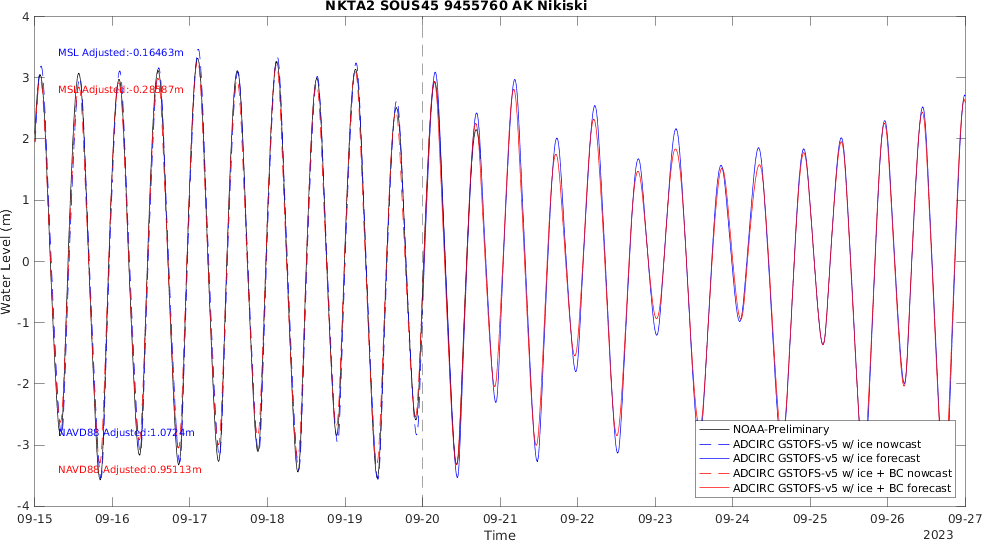 NKTA2 SOUS45 9455760 AK Nikiski
Water Level (m)
4
3
2
1
0
-1
-2
-3
-4
MSL Adjusted:-0.16463m
MSL Adjusted:-0.28587m
NAVD88 Adjusted:1.0724m
NAVD88 Adjusted:0.95113m
NOAA-Preliminary
ADCIRC GSTOFS-v5 w/ ice nowcast
ADCIRC GSTOFS-v5 w/ ice forecast
ADCIRC GSTOFS-v5 w/ ice + BC nowcast
ADCIRC GSTOFS-v5 w/ ice + BC forecast
09-15 09-16 09-17 09-18 09-19 09-20 09-21 09-22 09-23 09-24 09-25 09-26 09-27
Time
2023